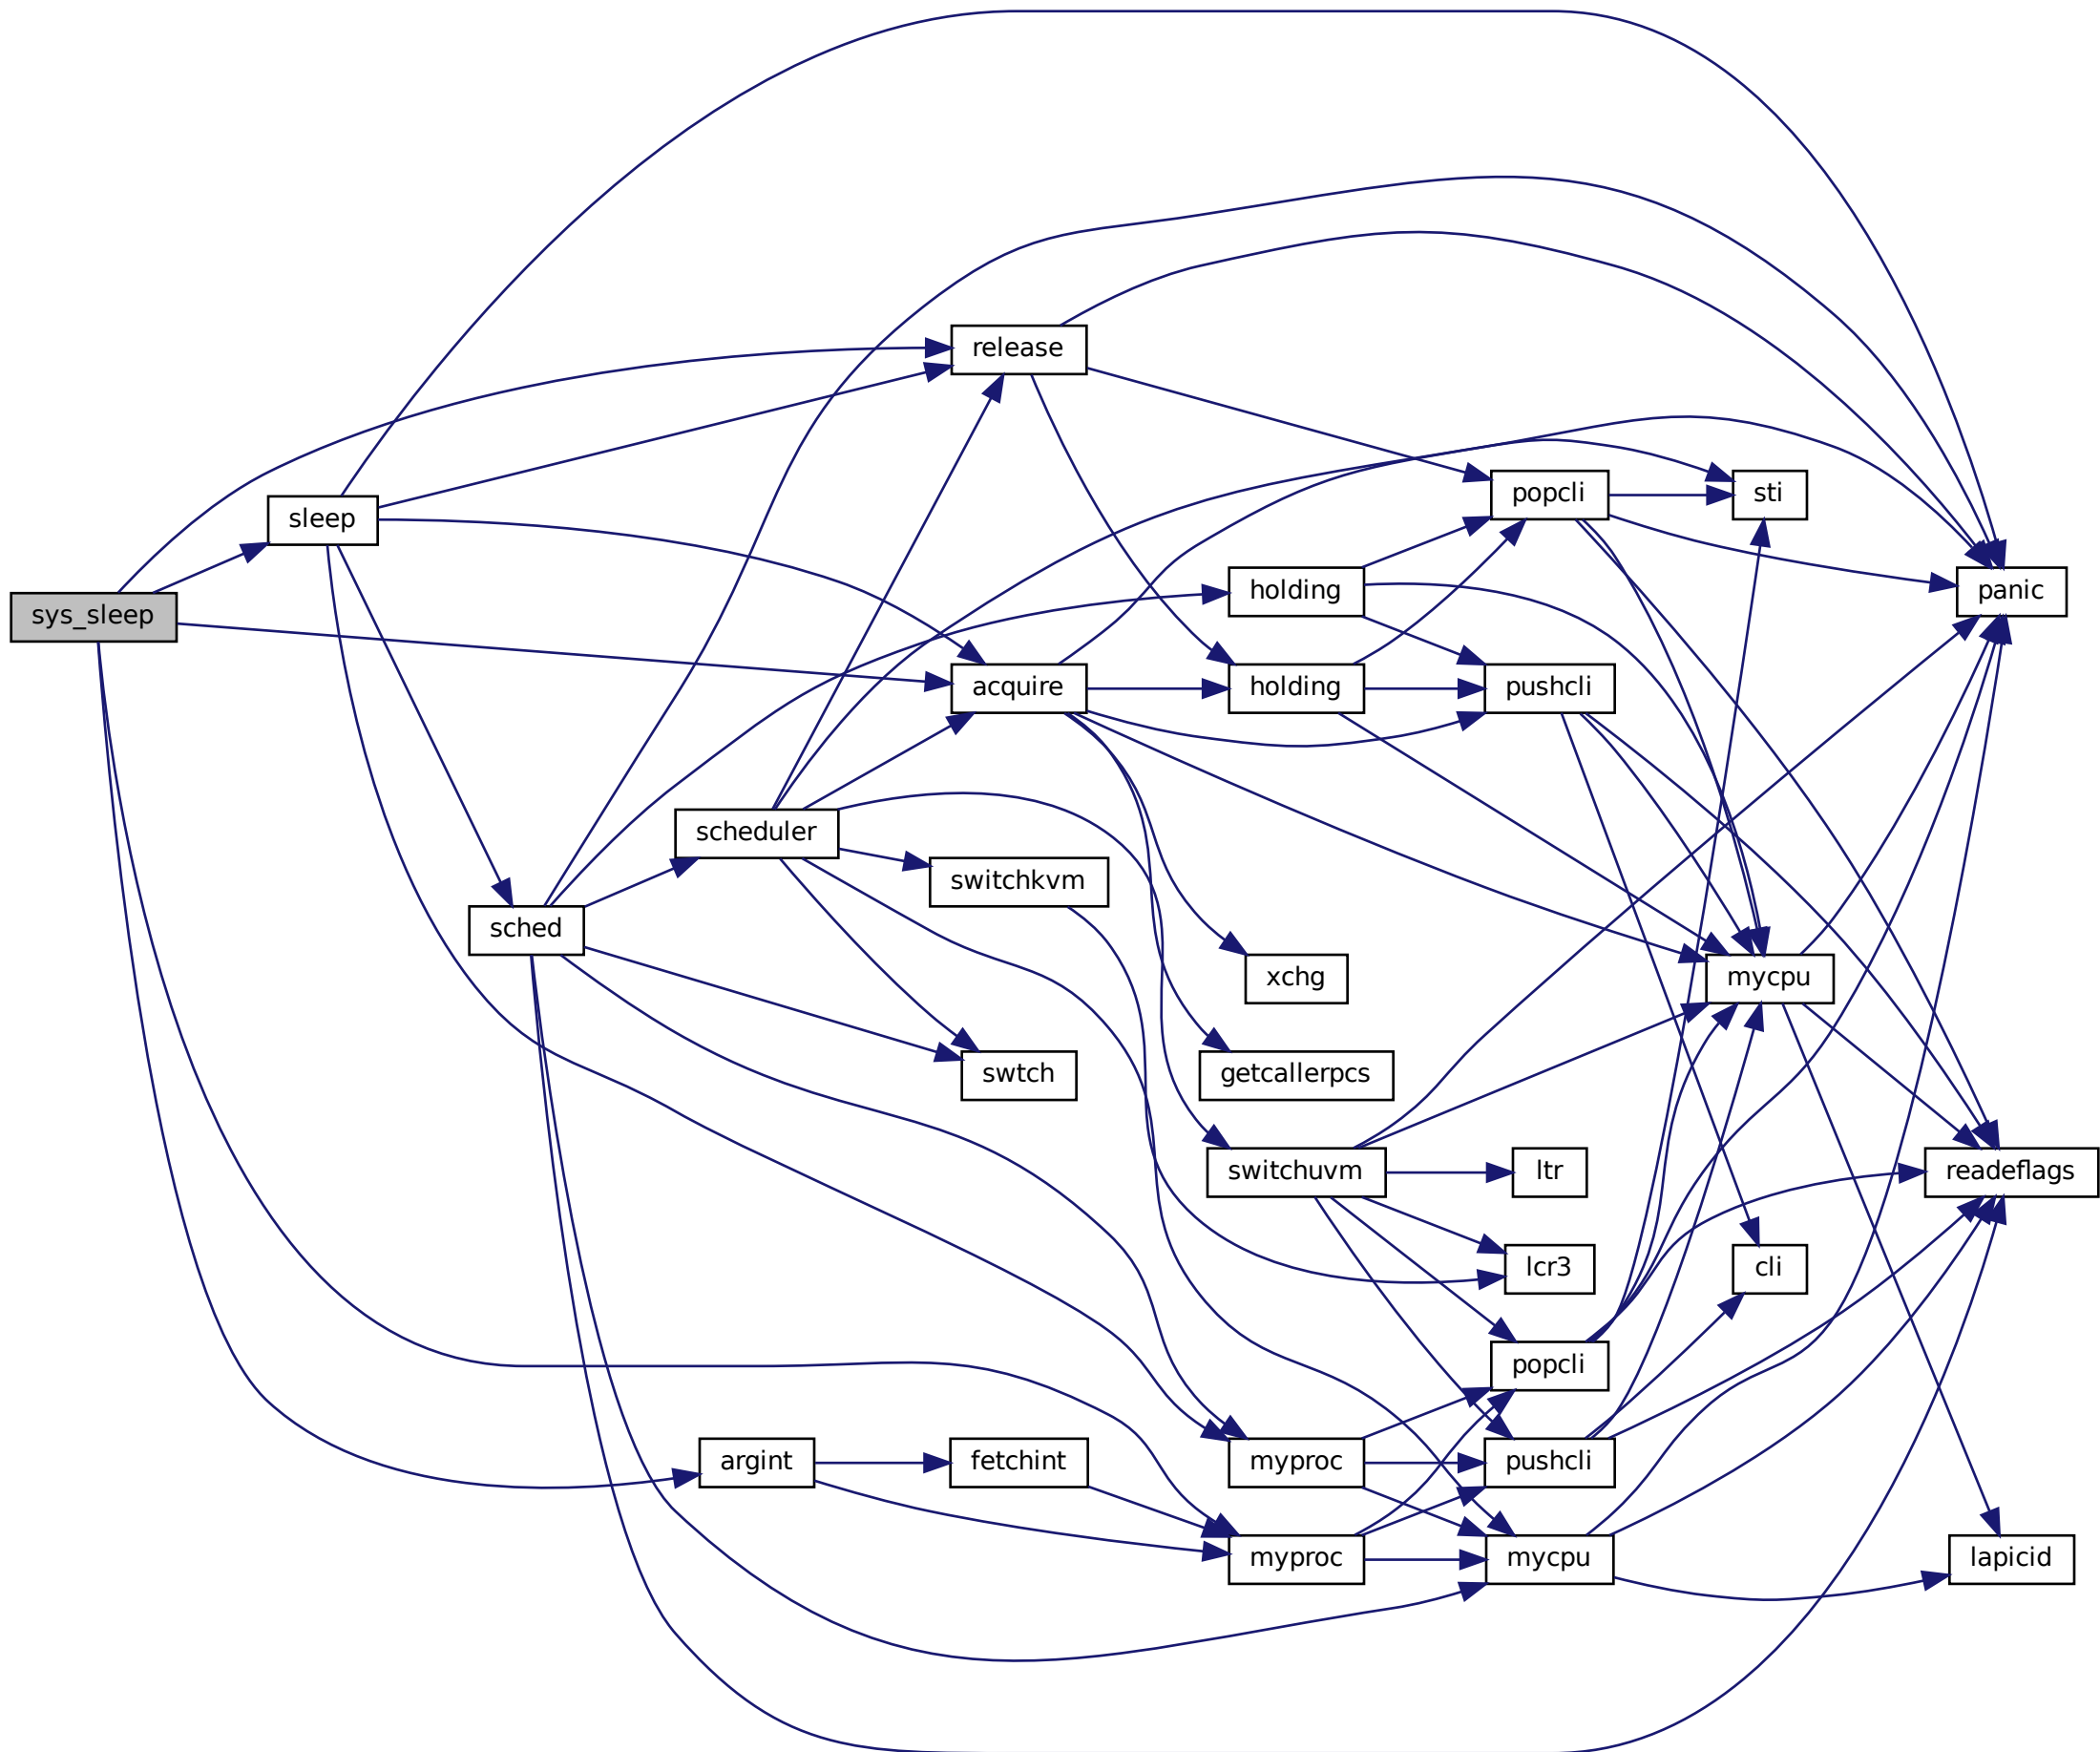 release
popcli
sti
sleep
holding
panic
sys_sleep
acquire
holding
pushcli
scheduler
switchkvm
sched
xchg
mycpu
swtch
getcallerpcs
switchuvm
ltr
readeflags
lcr3
cli
popcli
argint
fetchint
myproc
pushcli
myproc
mycpu
lapicid